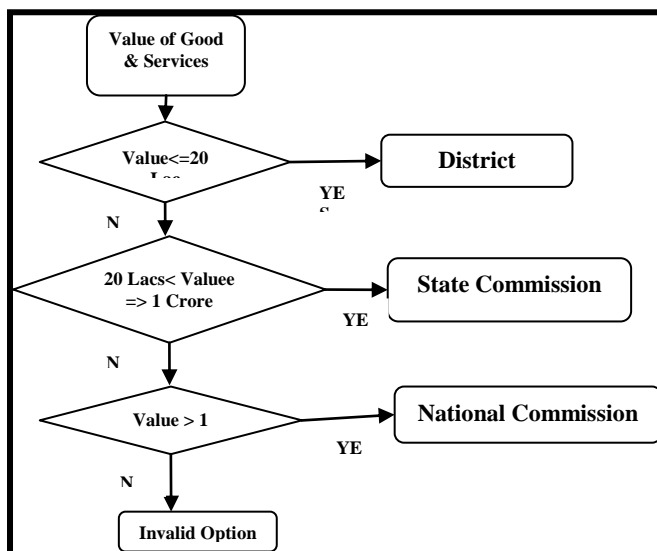 Value of Good
& Services
Value<=20
District
YE
N
20 Lacs< Valuee
=> 1 Crore
State Commission
YE
N
Value > 1
National Commission
YE
N
Invalid Option